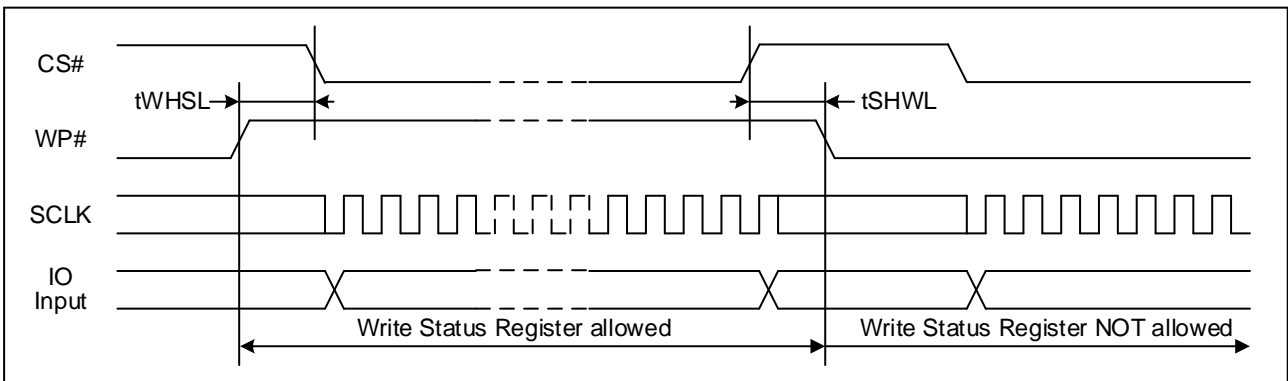 CS#
tWHSL
tSHWL
WP#
SCLK
IO
Input
Write Status Register allowed
Write Status Register NOT allowed